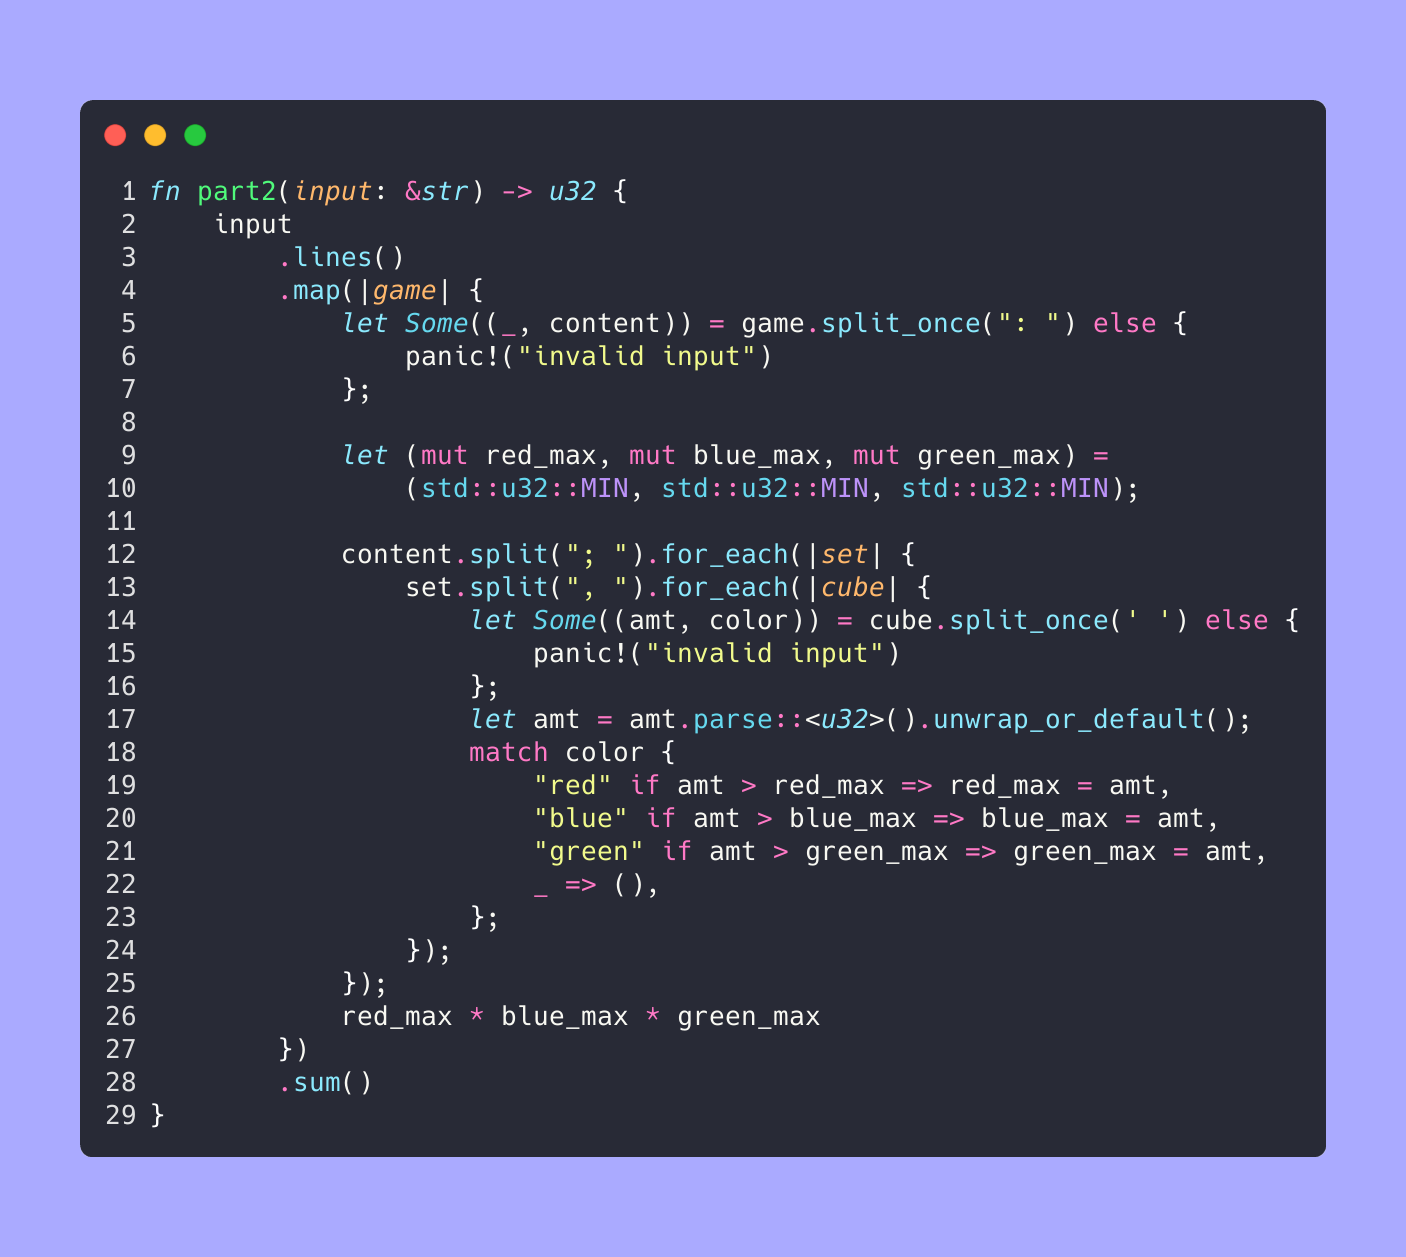 1 fn part2(input: &str) -> u32 {
2     input
3         .lines()
4         .map(|game| {
5             let Some((_, content)) = game.split_once(": ") else {
6                 panic!("invalid input")
7             };
8
9             let (mut red_max, mut blue_max, mut green_max) =
10                 (std::u32::MIN, std::u32::MIN, std::u32::MIN);
11
12             content.split("; ").for_each(|set| {
13                 set.split(", ").for_each(|cube| {
14                     let Some((amt, color)) = cube.split_once(' ') else {
15                         panic!("invalid input")
16                     };
17                     let amt = amt.parse::<u32>().unwrap_or_default();
18                     match color {
19                         "red" if amt > red_max => red_max = amt,
20                         "blue" if amt > blue_max => blue_max = amt,
21                         "green" if amt > green_max => green_max = amt,
22                         _ => (),
23                     };
24                 });
25             });
26             red_max * blue_max * green_max
27         })
28         .sum()
29 }